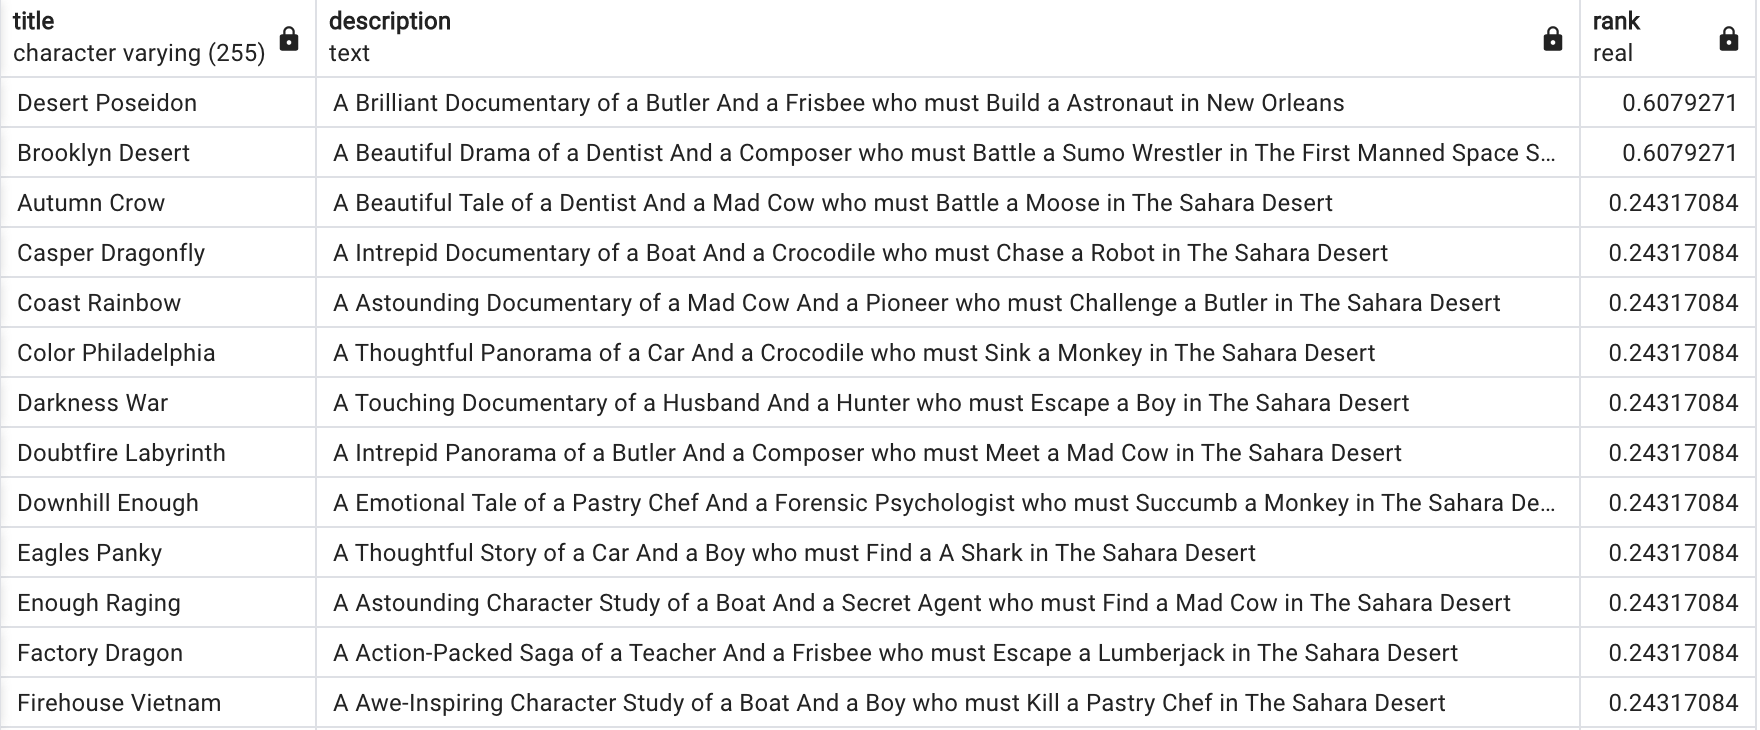 title description rank
character varying (255) text real
Desert Poseidon A Brilliant Documentary of a Butler And a Frisbee who must Build a Astronaut in New Orleans 0.6079271
Brooklyn Desert A Beautiful Drama of a Dentist And a Composer who must Battle a Sumo Wrestler in The First Manned Space S... 0.6079271
Autumn Crow A Beautiful Tale of a Dentist And a Mad Cow who must Battle a Moose in The Sahara Desert 0.24317084
Casper Dragonfly A Intrepid Documentary of a Boat And a Crocodile who must Chase a Robot in The Sahara Desert 0.24317084
Coast Rainbow A Astounding Documentary of a Mad Cow And a Pioneer who must Challenge a Butler in The Sahara Desert 0.24317084
Color Philadelphia A Thoughtful Panorama of a Car And a Crocodile who must Sink a Monkey in The Sahara Desert 0.24317084
Darkness War A Touching Documentary of a Husband And a Hunter who must Escape a Boy in The Sahara Desert 0.24317084
Doubtfire Labyrinth A Intrepid Panorama of a Butler And a Composer who must Meet a Mad Cow in The Sahara Desert 0.24317084
Downhill Enough A Emotional Tale of a Pastry Chef And a Forensic Psychologist who must Succumb a Monkey in The Sahara De... 0.24317084
Eagles Panky A Thoughtful Story of a Car And a Boy who must Find a A Shark in The Sahara Desert 0.24317084
Enough Raging A Astounding Character Study of a Boat And a Secret Agent who must Find a Mad Cow in The Sahara Desert 0.24317084
Factory Dragon A Action-Packed Saga of a Teacher And a Frisbee who must Escape a Lumberjack in The Sahara Desert 0.24317084
Firehouse Vietnam A Awe-Inspiring Character Study of a Boat And a Boy who must Kill a Pastry Chef in The Sahara Desert 0.24317084